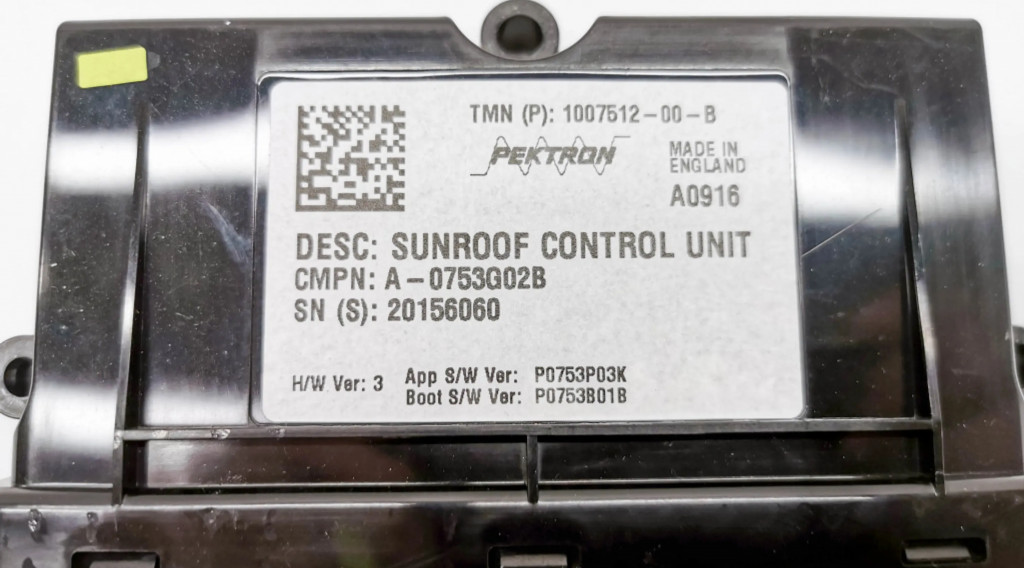 TMN (P): 1007512-00-B
PEKTRON
MADE IN
ENGLAND
A0916
DESC: SUNROOF CONTROL UNIT
CMPN: A-0753G02B
SN (S): 20156060
H/W Ver: 3
App S/W Ver: P0753P03K
Boot S/W Ver: P0753B01B